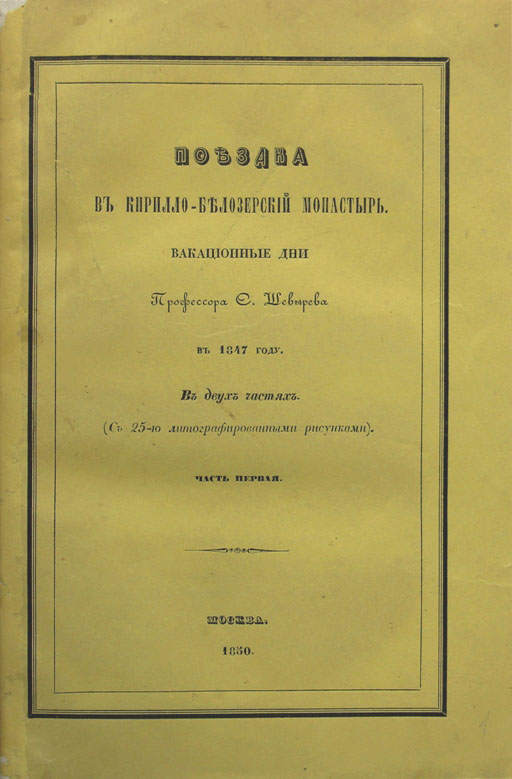 ПОѢЗДКА
ВЪ КИРИЛЛО-БѢЛОЗЕРСКІЙ МОНАСТЫРЬ.
ВАКАЦІОННЫЕ ДНИ
Профессора С. Шевырева
ВЪ 1847 ГОДУ.
Въ двухъ частяхъ.
(Съ 25-ю литографированными рисунками).
ЧАСТЬ ПЕРВАЯ.
МОСКВА.
1850.
1